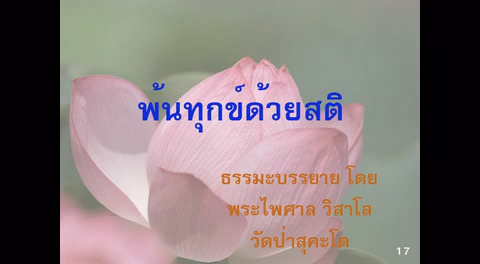 พ้นทุกข์ด้วยสติ
ธรรมะบรรยาย โดย
พระไพศาล วิสาโล
วัดป่าสุคะโต
17